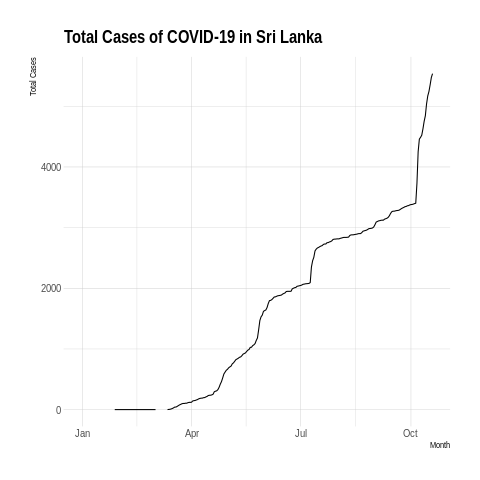 Total Cases of COVID-19 in Sri Lanka
Total Cases
4000
2000
0
Jan Apr Jul Oct
Month